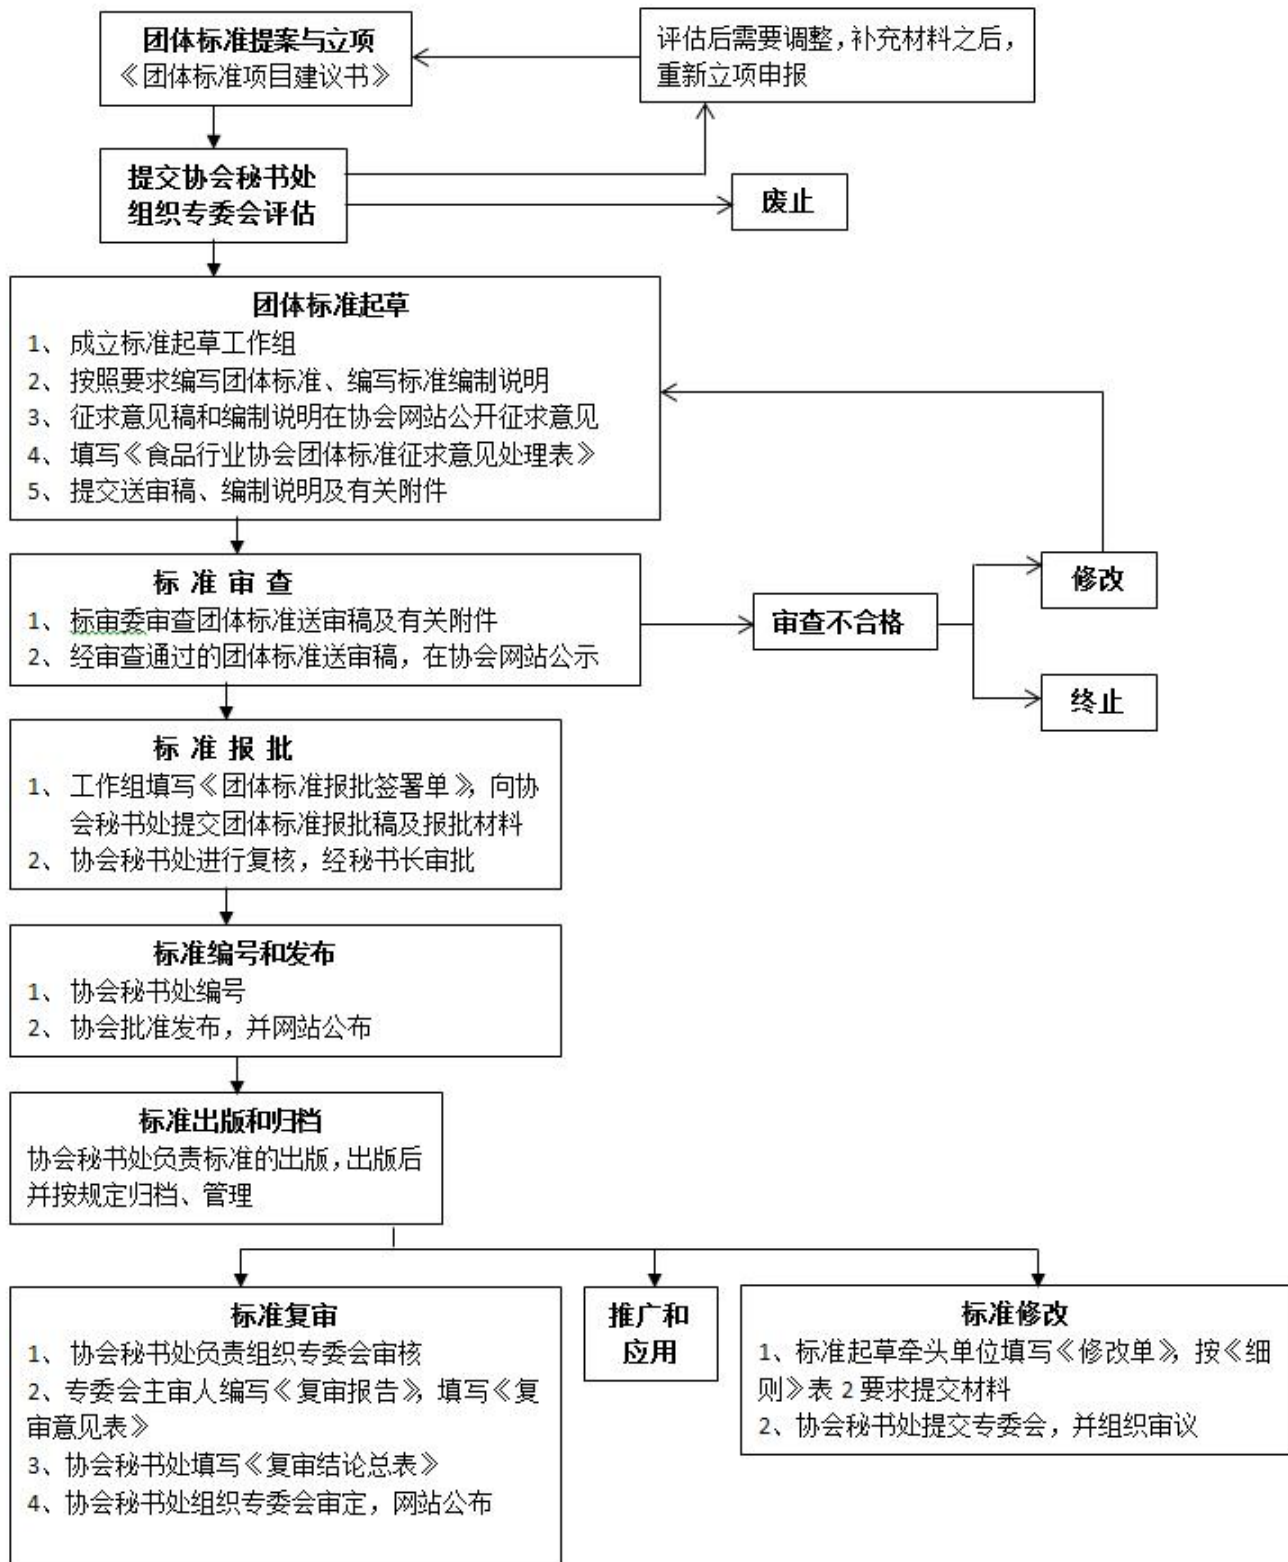 团体标准提案与立项
《团体标准项目建议书》
评估后需要调整，补充材料之后，
重新立项申报
提交协会秘书处
组织专委会评估
废止
团体标准起草
1、 成立标准起草工作组
2、 按照要求编写团体标准、编写标准编制说明
3、 征求意见稿和编制说明在协会网站公开征求意见
4、 填写《食品行业协会团体标准征求意见处理表》
5、 提交送审稿、编制说明及有关附件
标 准 审 查
1、 标审委审查团体标准送审稿及有关附件
2、 经审查通过的团体标准送审稿，在协会网站公示
审查不合格
修改
终止
标 准 报 批
1、 工作组填写《团体标准报批签署单》，向协
会秘书处提交团体标准报批稿及报批材料
2、 协会秘书处进行复核，经秘书长审批
标准编号和发布
1、 协会秘书处编号
2、 协会批准发布，并网站公布
标准出版和归档
协会秘书处负责标准的出版，出版后
并按规定归档、管理
标准复审
1、 协会秘书处负责组织专委会审核
2、专委会主审人编写《复审报告》，填写《复
审意见表》
3、协会秘书处填写《复审结论总表》
4、协会秘书处组织专委会审定，网站公布
推广和
应用
标准修改
1、标准起草牵头单位填写《修改单》，按《细
则》表 2 要求提交材料
2、协会秘书处提交专委会，并组织审议